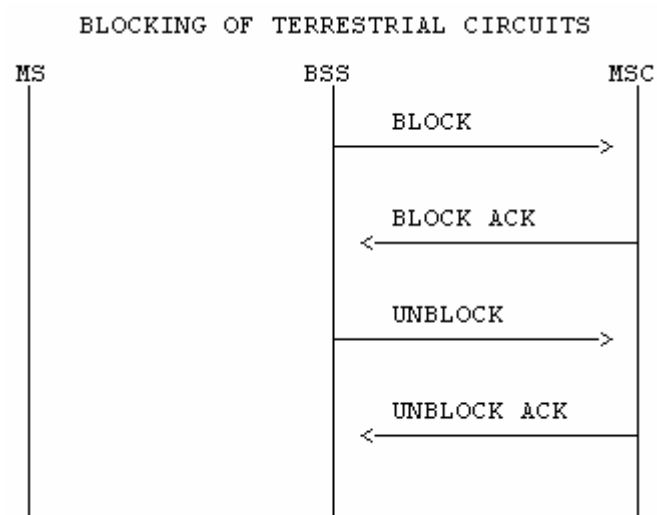 BLOCKING OF TERRESTRIAL CIRCUITS
MS BSS MSC
BLOCK
BLOCK ACK
UNBLOCK
UNBLOCK ACK